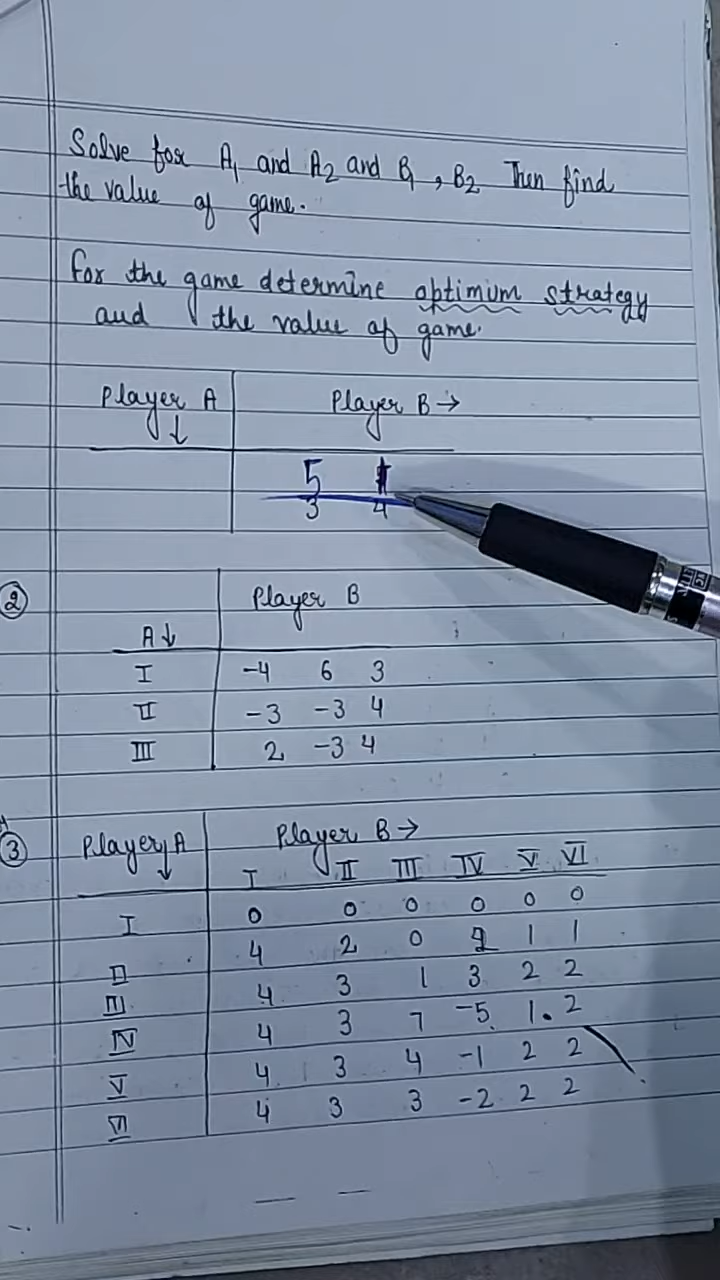 Solve for A1 and A2 and B1, B2 Then find
the value of game.
for the game determine optimum strategy
and the value of game.
Player A ↓ Player B →
5 1
3 4
② Player B
A↓
I -4 6 3
II -3 -3 4
III 2 -3 4
③ Player A ↓ Player B →
I II III IV V VI
I 0 0 0 0 0 0
II 4 2 0 2 1 1
III 4 3 1 3 2 2
IV 4 3 7 -5 1 2
V 4 3 4 -1 2 2
VI 4 3 3 -2 2 2